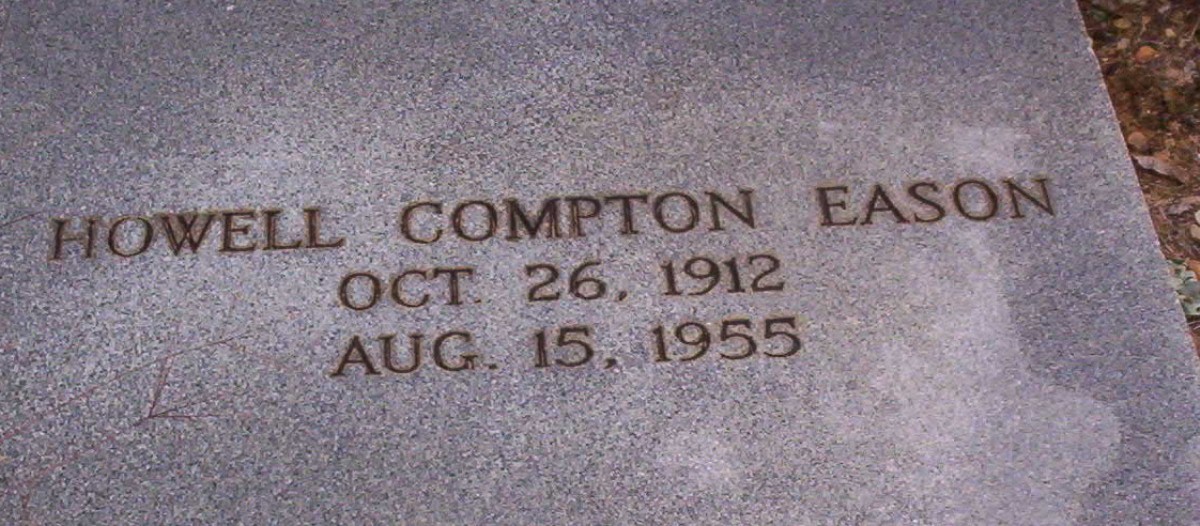 HOWELL COMPTON EASON
OCT. 26, 1912
AUG. 15, 1955